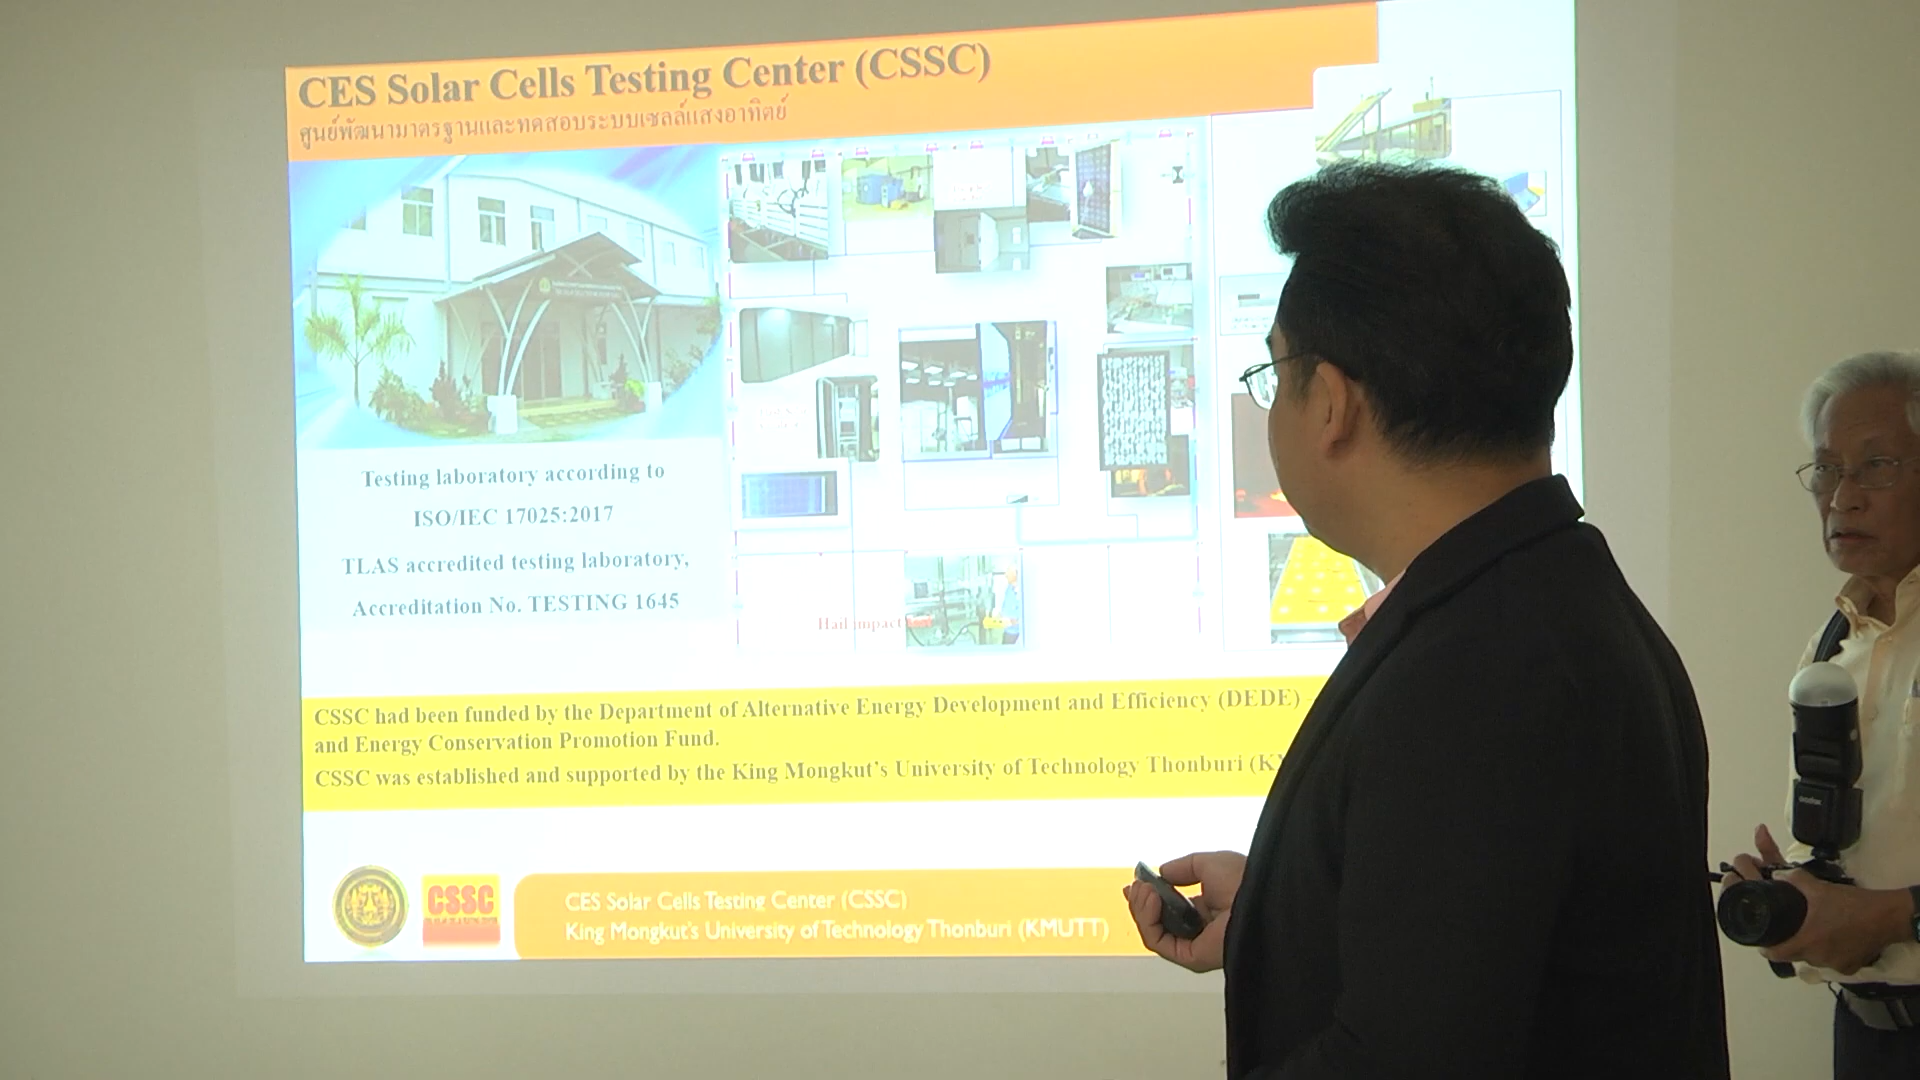 CES Solar Cells Testing Center (CSSC)
ศูนย์พัฒนามาตรฐานและทดสอบระบบเซลล์แสงอาทิตย์
Testing laboratory according to
ISO/IEC 17025:2017
TLAS accredited testing laboratory,
Accreditation No. TESTING 1645
Hail impact test
CSSC had been funded by the Department of Alternative Energy Development and Efficiency (DEDE) -
and Energy Conservation Promotion Fund.
CSSC was established and supported by the King Mongkut's University of Technology Thonburi
CSSC
CES Solar Cells Testing Center (CSSC)
King Mongkut's University of Technology Thonburi (KMUTT)